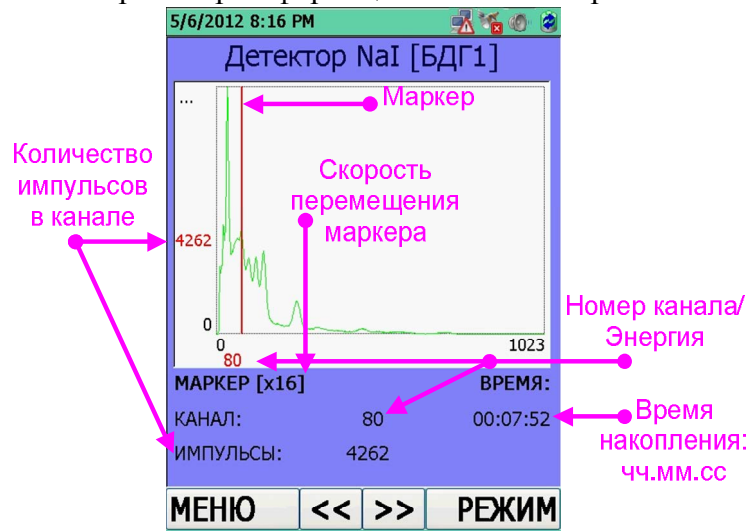 5/6/2012 8:16 PM
Детектор NaI [БДГ1]
...
Маркер
Количество
импульсов
в канале
Скорость
перемещения
маркера
4262
0
0
1023
80
Номер канала/
Энергия
МАРКЕР [x16]
ВРЕМЯ:
КАНАЛ:
80
00:07:52
Время
накопления:
чч.мм.сс
ИМПУЛЬСЫ:
4262
МЕНЮ
<<
>>
РЕЖИМ